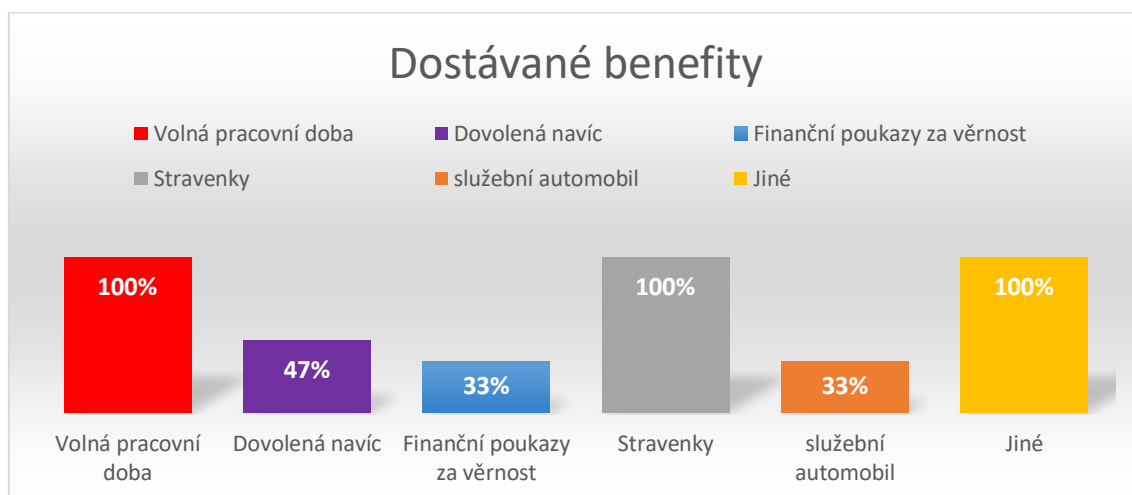 Dostávané benefity
Volná pracovní doba
Dovolená navíc
Finanční poukazy za věrnost
Stravenky
služební automobil
Jiné
100%
47%
33%
100%
33%
100%
Volná pracovní
doba
Dovolená navíc
Finanční poukazy
za věrnost
Stravenky
služební
automobil
Jiné